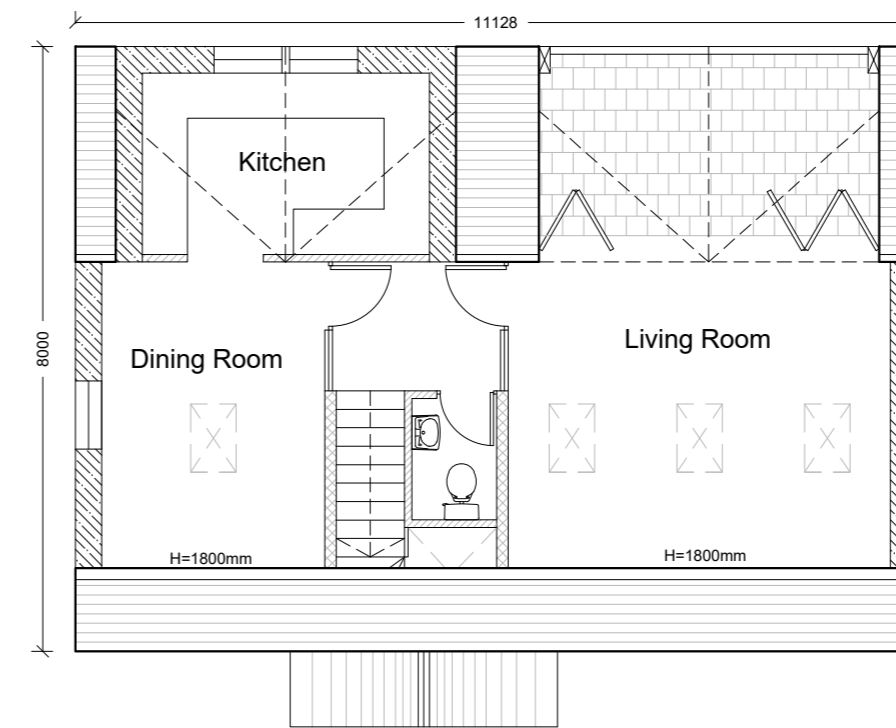 11128
Kitchen
8000
Dining Room
Living Room
H=1800mm
H=1800mm